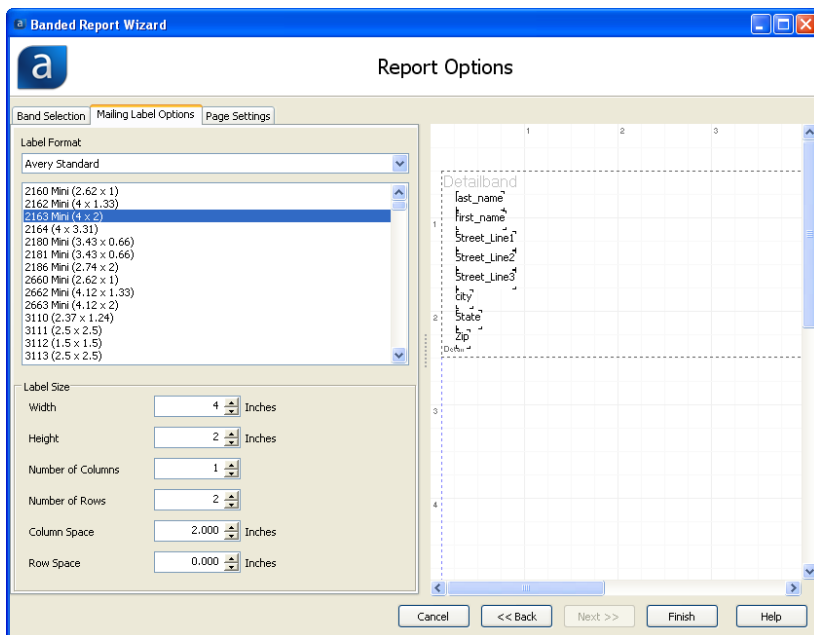 a Banded Report Wizard
a
Report Options
Band Selection Mailing Label Options Page Settings
Label Format
Avery Standard
2160 Mini (2.62 x 1)
2162 Mini (4 x 1.33)
2163 Mini (4 x 2)
2164 (4 x 3.31)
2180 Mini (3.43 x 0.66)
2181 Mini (3.43 x 0.66)
2186 Mini (2.74 x 2)
2660 Mini (2.62 x 1)
2662 Mini (4.12 x 1.33)
2663 Mini (4.12 x 2)
3110 (2.37 x 1.24)
3111 (2.5 x 2.5)
3112 (1.5 x 1.5)
3113 (2.5 x 2.5)
Label Size
Width 4 Inches
Height 2 Inches
Number of Columns 1
Number of Rows 2
Column Space 2.000 Inches
Row Space 0.000 Inches
1 2 3
Detailband
last_name
1
first_name
Street_Line1
Street_Line2
Street_Line3
city
2
State
Zip
3
4
Cancel << Back Next >> Finish Help